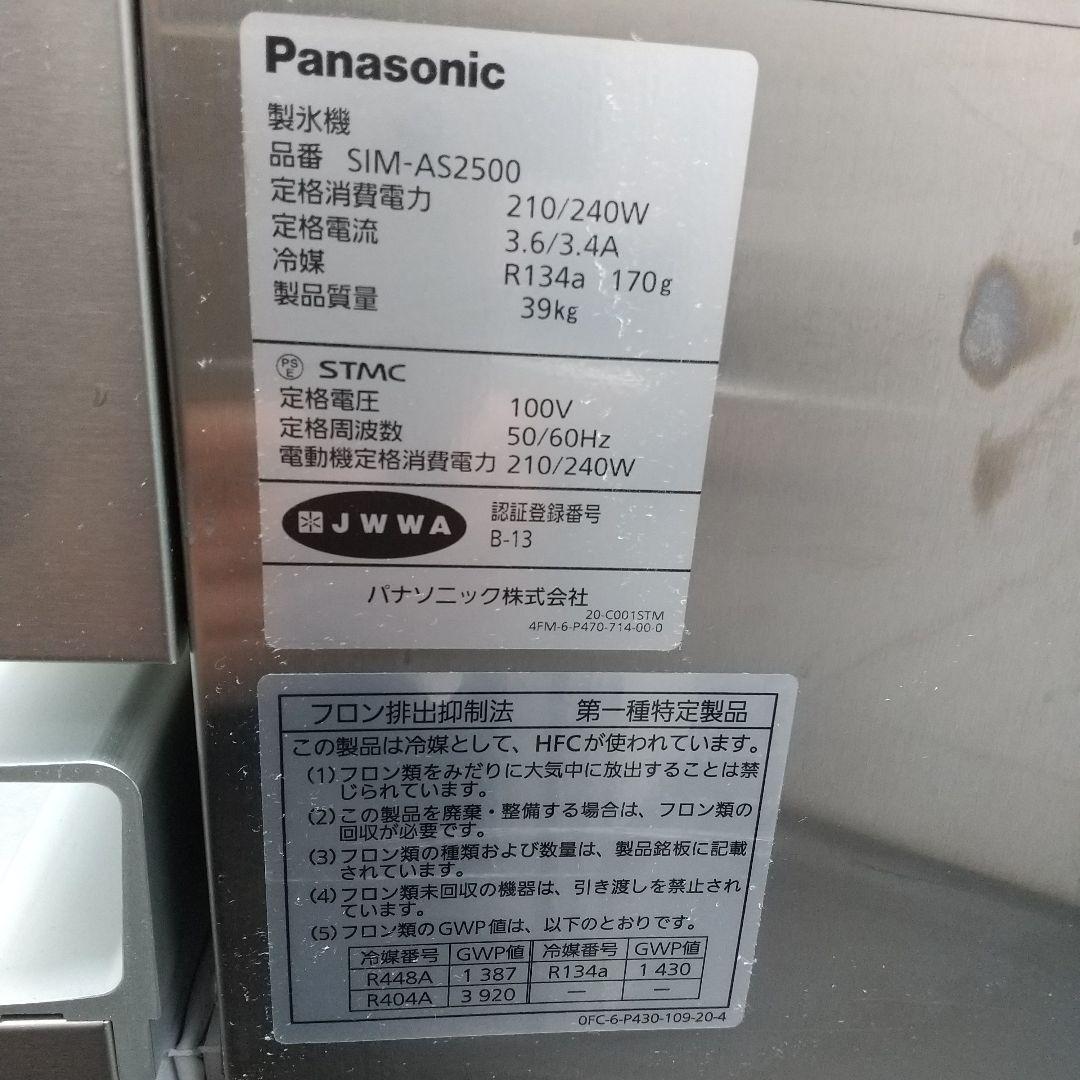 Panasonic
製氷機
品番 SIM-AS2500
定格消費電力 210/240W
定格電流 3.6/3.4A
冷媒 R134a 170g
製品質量 39kg
PS E STMC
定格電圧 100V
定格周波数 50/60Hz
電動機定格消費電力 210/240W
JWWA 認証登録番号
B-13
パナソニック株式会社
20-C001STM
4FM-6-P470-714-00-0
フロン排出抑制法 第一種特定製品
この製品は冷媒として、HFCが使われています。
(1)フロン類をみだりに大気中に放出することは禁
じられています。
(2)この製品を廃棄・整備する場合は、フロン類の
回収が必要です。
(3)フロン類の種類および数量は、製品銘板に記載
されています。
(4)フロン類未回収の機器は、引き渡しを禁止され
ています。
(5)フロン類のGWP値は、以下のとおりです。
冷媒番号 GWP値 冷媒番号 GWP値
R448A 1 387 R134a 1 430
R404A 3 920 — —
0FC-6-P430-109-20-4